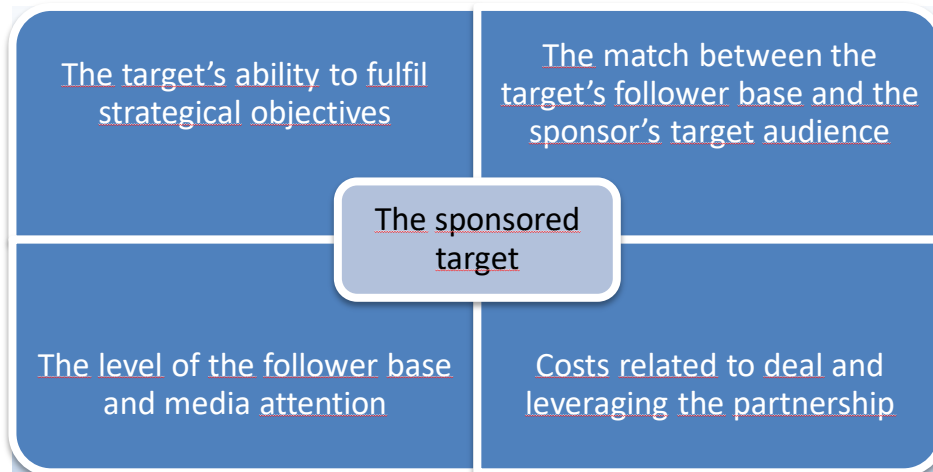 The target's ability to fulfil
strategical objectives
The match between the
target's follower base and the
sponsor's target audience
The sponsored
target
The level of the follower base
and media attention
Costs related to deal and
leveraging the partnership